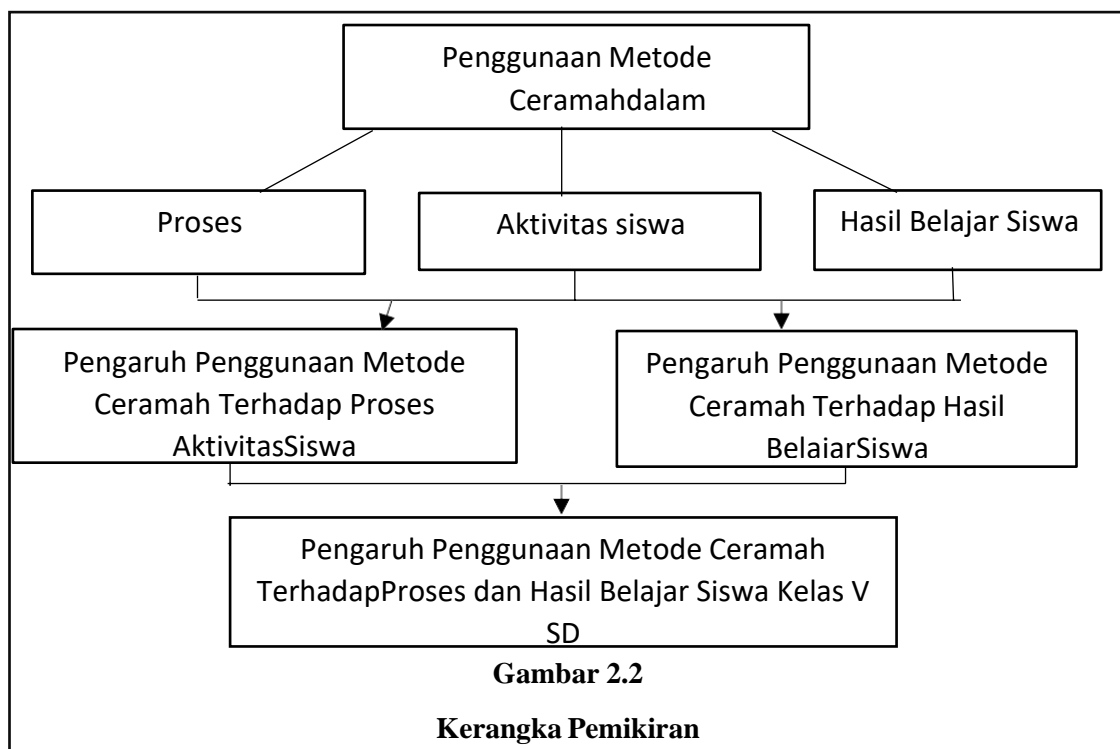 Penggunaan Metode
Ceramahdalam
Proses
Aktivitas siswa
Hasil Belajar Siswa
Pengaruh Penggunaan Metode
Ceramah Terhadap Proses
AktivitasSiswa
Pengaruh Penggunaan Metode
Ceramah Terhadap Hasil
BelaiarSiswa
Pengaruh Penggunaan Metode Ceramah
TerhadapProses dan Hasil Belajar Siswa Kelas V
SD
Gambar 2.2
Kerangka Pemikiran